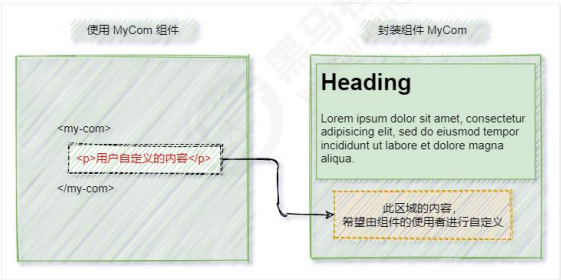 使用 MyCom 组件
封装组件 MyCom
<my-com>
<p>用户自定义的内容</p>
</my-com>
Heading
Lorem ipsum dolor sit amet, consectetur
adipisicing elit, sed do eiusmod tempor
incididunt ut labore et dolore magna
aliqua.
此区域的内容，
希望由组件的使用者进行自定义